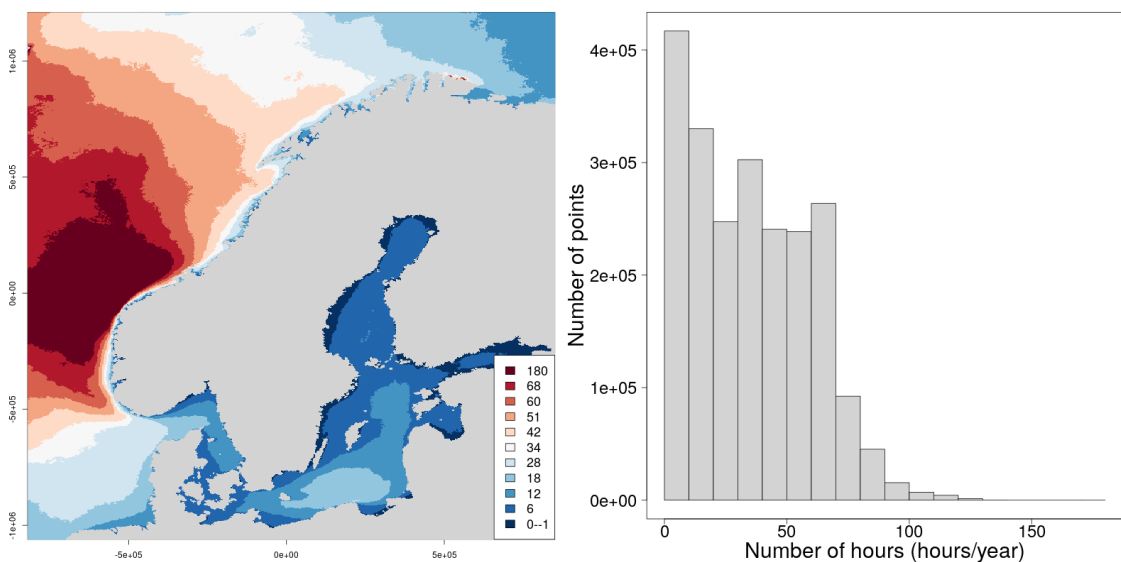 1e+06
5e+05
0e+00
-5e+05
-1e+06
-5e+05
0e+00
5e+05
180
68
60
51
42
34
28
18
12
6
0--1
Number of points
4e+05
3e+05
2e+05
1e+05
0e+00
0
50
100
150
Number of hours (hours/year)